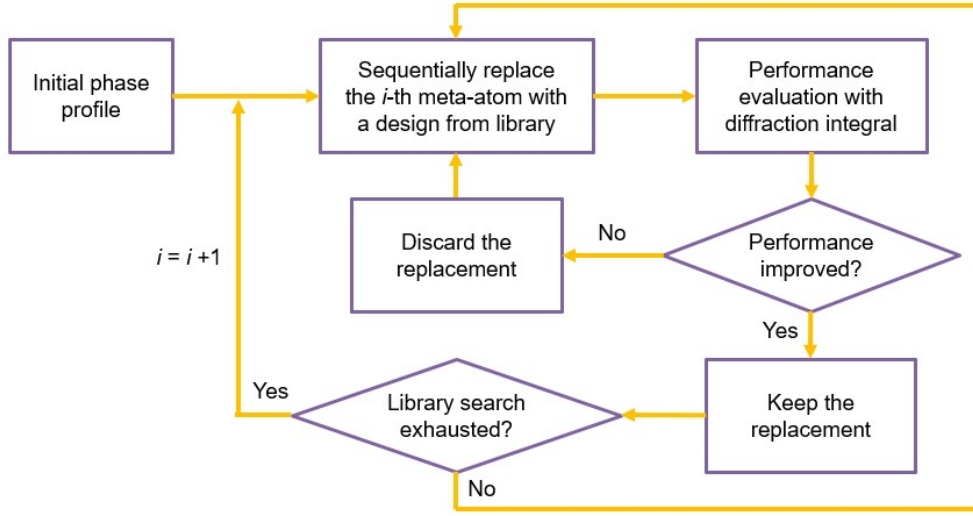 Initial phase
profile
Sequentially replace
the i-th meta-atom with
a design from library
Performance
evaluation with
diffraction integral
Discard the
replacement
No
Performance
improved?
i = i +1
Yes
Yes
Library search
exhausted?
Keep the
replacement
No